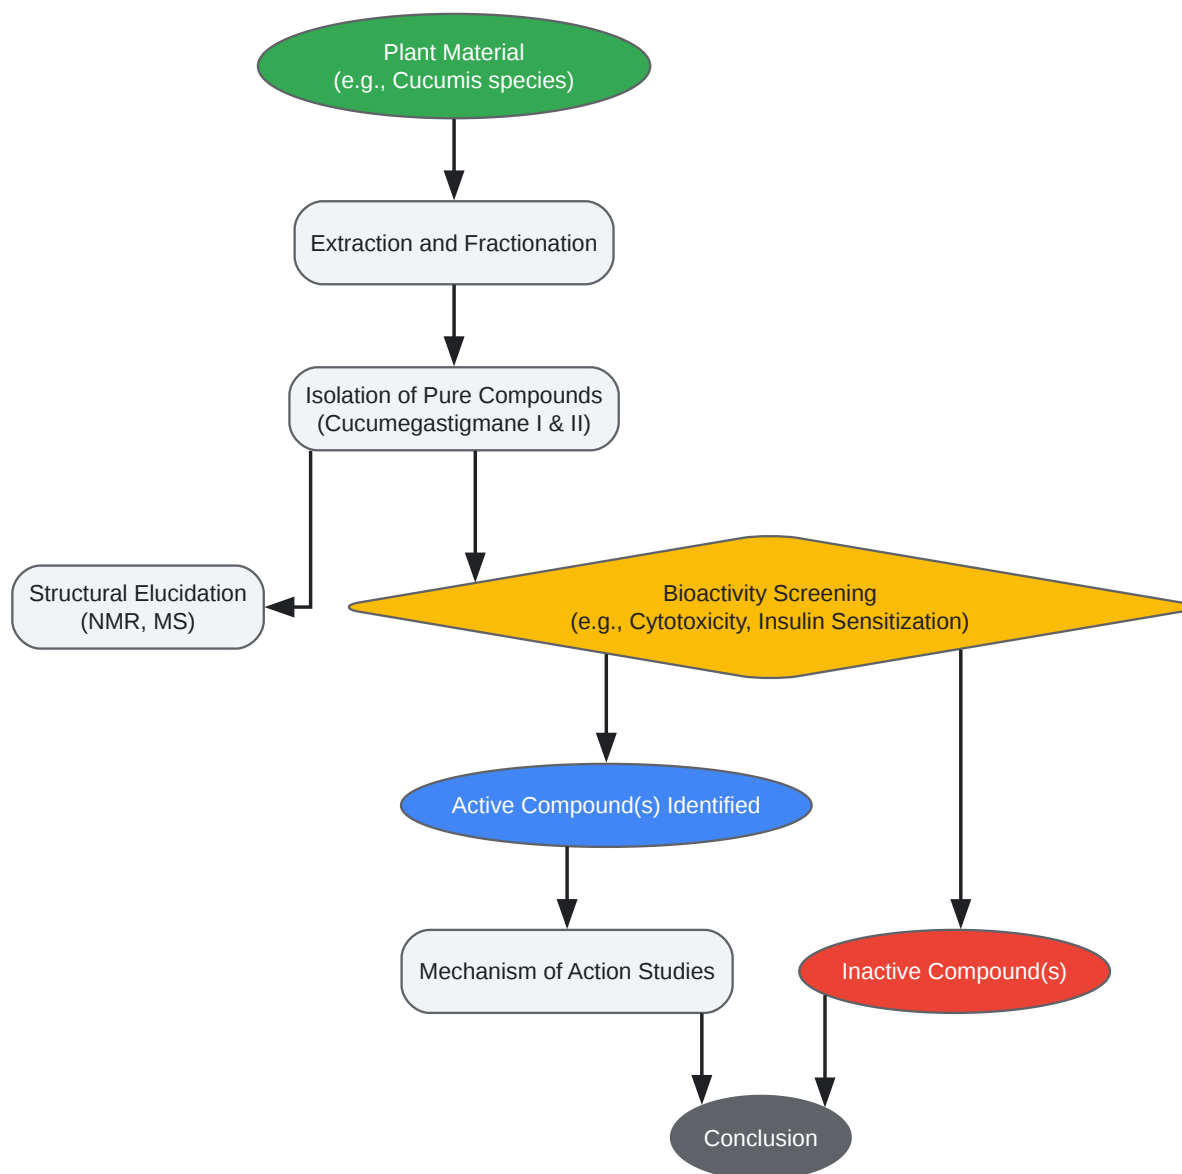 Plant Material
(e.g., Cucumis species)
Extraction and Fractionation
Isolation of Pure Compounds
(Cucumegastigmane I & II)
Structural Elucidation
(NMR, MS)
Bioactivity Screening
(e.g., Cytotoxicity, Insulin Sensitization)
Active Compound(s) Identified
Mechanism of Action Studies
Inactive Compound(s)
Conclusion